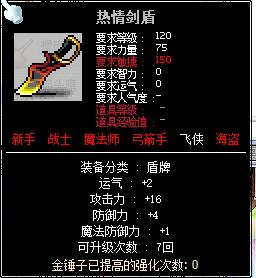 热情剑盾
要求等级 : 120
要求力量 : 75
要求敏捷 : 150
要求智力 : 0
要求运气 : 0
要求人气度 : -
道具等级 : -
道具经验值 : -
新手 战士 魔法师 弓箭手 飞侠 海盗
装备分类 : 盾牌
运气 : +2
攻击力 : +16
防御力 : +4
魔法防御力 : +1
可升级次数 : 7回
金锤子已提高的强化次数: 0